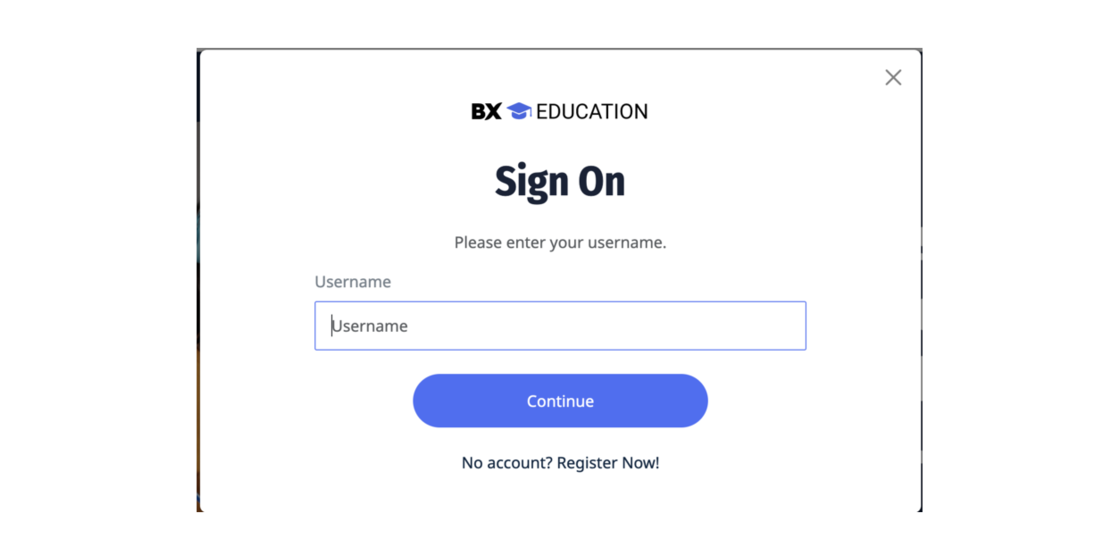 BX EDUCATION
Sign On
Please enter your username.
Username
Username
Continue
No account? Register Now!